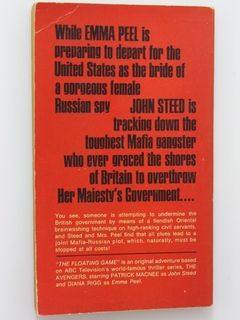 While EMMA PEEL is
preparing to depart for the
United States as the bride of
a gorgeous female
Russian spy JOHN STEED is
tracking down the
toughest Mafia gangster
who ever graced the shores
of Britain to overthrow
Her Maiesty's Government....
You see, someone is attempting to undermine the
British government by means of a fiendish Oriental
brainwashing technique on high-ranking civil servants,
and Steed and Mrs. Peel find that all clues lead to a
joint Mafia-Russian plot, which, naturally, must be
stopped at all costs!
"THE FLOATING GAME" is an original adventure based
on ABC Television's world-famous thriller series, THE
AVENGERS, starring PATRICK MACNEE as John Steed
and DIANA RIGG as Emma Peel.